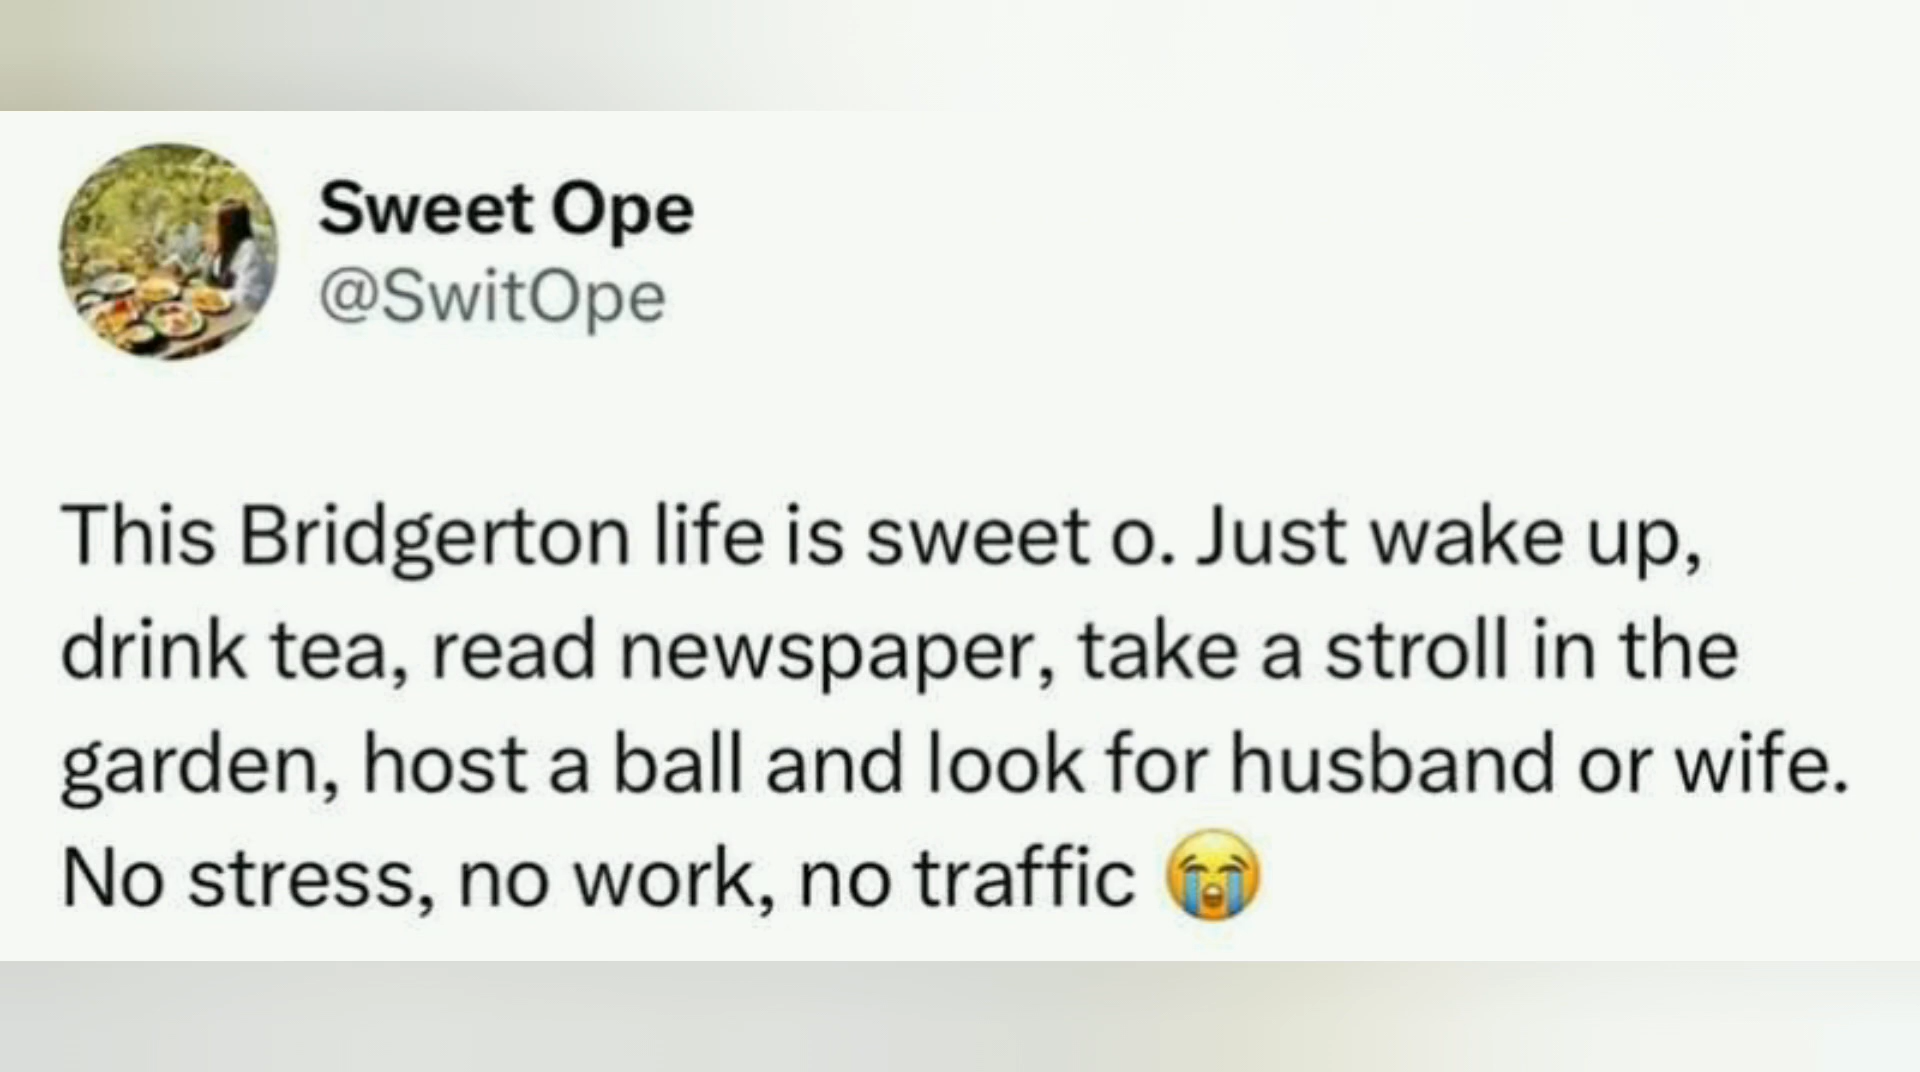 Sweet Ope
@SwitOpe
This Bridgerton life is sweet o. Just wake up,
drink tea, read newspaper, take a stroll in the
garden, host a ball and look for husband or wife.
No stress, no work, no traffic 😭